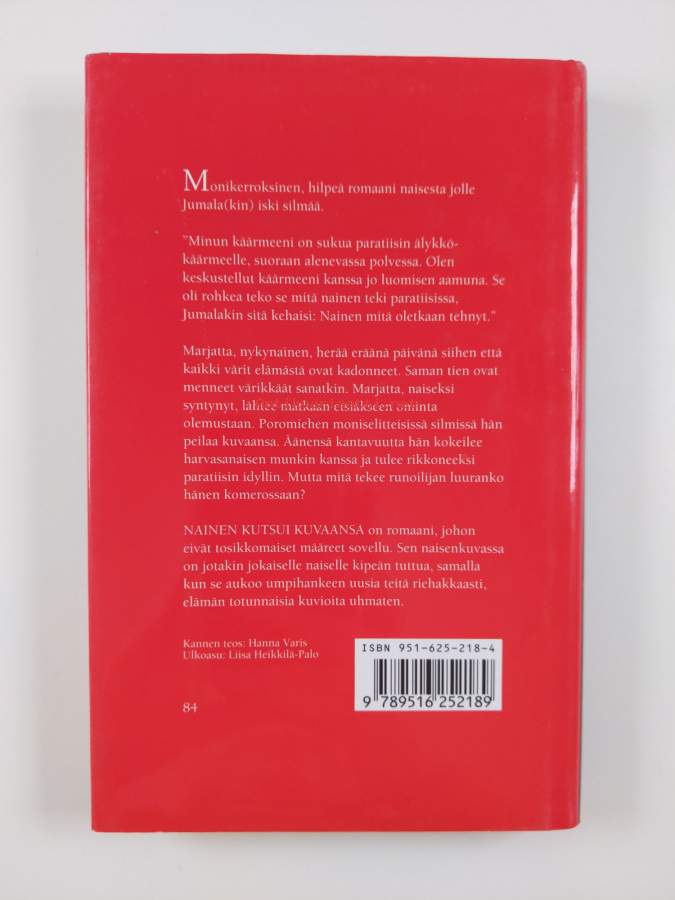 Monikerroksinen, hilpeä romaani naisesta jolle
Jumala(kin) iski silmää.
"Minun käärmeeni on sukua paratiisin älykkö-
käärmeelle, suoraan alenevassa polvessa. Olen
keskustellut käärmeeni kanssa jo luomisen aamuna. Se
oli rohkea teko se mitä nainen teki paratiisissa,
Jumalakin sitä kehaisi: Nainen mitä oletkaan tehnyt."
Marjatta, nykynainen, herää eräänä päivänä siihen että
kaikki värit elämästä ovat kadonneet. Saman tien ovat
menneet värikkäät sanatkin. Marjatta, naiseksi
syntynyt, lähtee matkaan etsiäkseen ominta
olemustaan. Poromiehen moniselitteisissä silmissä hän
peilaa kuvaansa. Äänensä kantavuutta hän kokeilee
harvasanaisen munkin kanssa ja tulee rikkoneeksi
paratiisin idyllin. Mutta mitä tekee runoilijan luuranko
hänen komerossaan?
NAINEN KUTSUI KUVAANSA on romaani, johon
eivät tosikkomaiset määreet sovellu. Sen naisenkuvassa
on jotakin jokaiselle naiselle kipeän tuttua, samalla
kun se aukoo umpihankeen uusia teitä riehakkaasti,
elämän totunnaisia kuvioita uhmaten.
Kannen teos: Hanna Varis
Ulkoasu: Liisa Heikkilä-Palo
84
ISBN 951-625-218-4
9 789516 252189